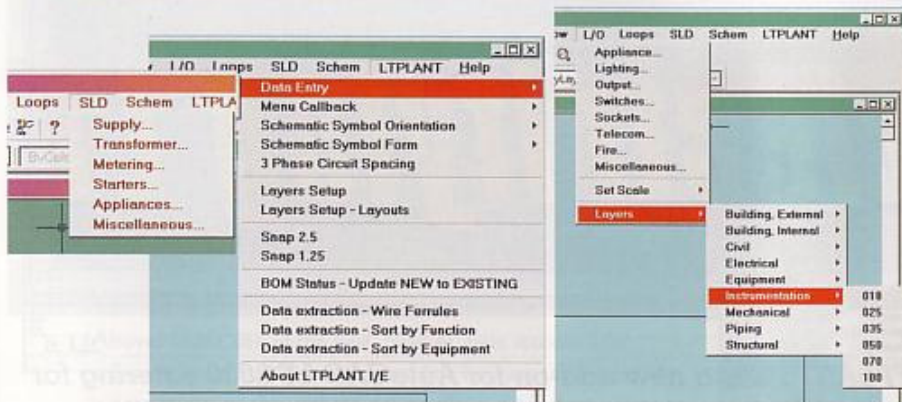 Loops SLD Schem LTPLA
?
Supply...
Transformer...
Metering...
Starters...
Appliances...
Miscellaneous...
L/O Loops SLD Schem LTPLANT Help
Data Entry
Menu Callback
Schematic Symbol Orientation
Schematic Symbol Form
3 Phase Circuit Spacing
Layers Setup
Layers Setup - Layouts
Snap 2.5
Snap 1.25
BOM Status - Update NEW to EXISTING
Data extraction - Wire Ferrules
Data extraction - Sort by Function
Data extraction - Sort by Equipment
About LTPLANT I/E
L/O Loops SLD Schem LTPLANT Help
Appliance...
Lighting...
Output...
Switches...
Sockets...
Telecom...
Fire...
Miscellaneous...
Set Scale
Layers
Building, External
Building, Internal
Civil
Electrical
Equipment
Instrumentation
Mechanical
Piping
Structural
018
025
035
050
070
100